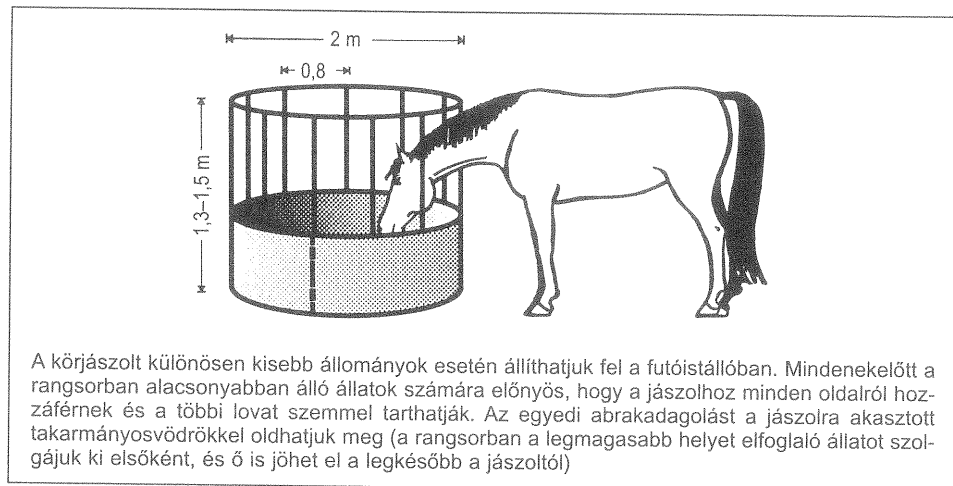 2 m
0,8
1,3–1,5 m
A körjászolt különösen kisebb állományok esetén állíthatjuk fel a futóistállóban. Mindenekelőtt a
rangsorban alacsonyabban álló állatok számára előnyös, hogy a jászolhoz minden oldalról hoz-
záférnek és a többi lovat szemmel tarthatják. Az egyedi abrakadagolást a jászolra akasztott
takarmányosvödrökkel oldhatjuk meg (a rangsorban a legmagasabb helyet elfoglaló állatot szol-
gájuk ki elsőként, és ő is jöhet el a legkésőbb a jászoltól)